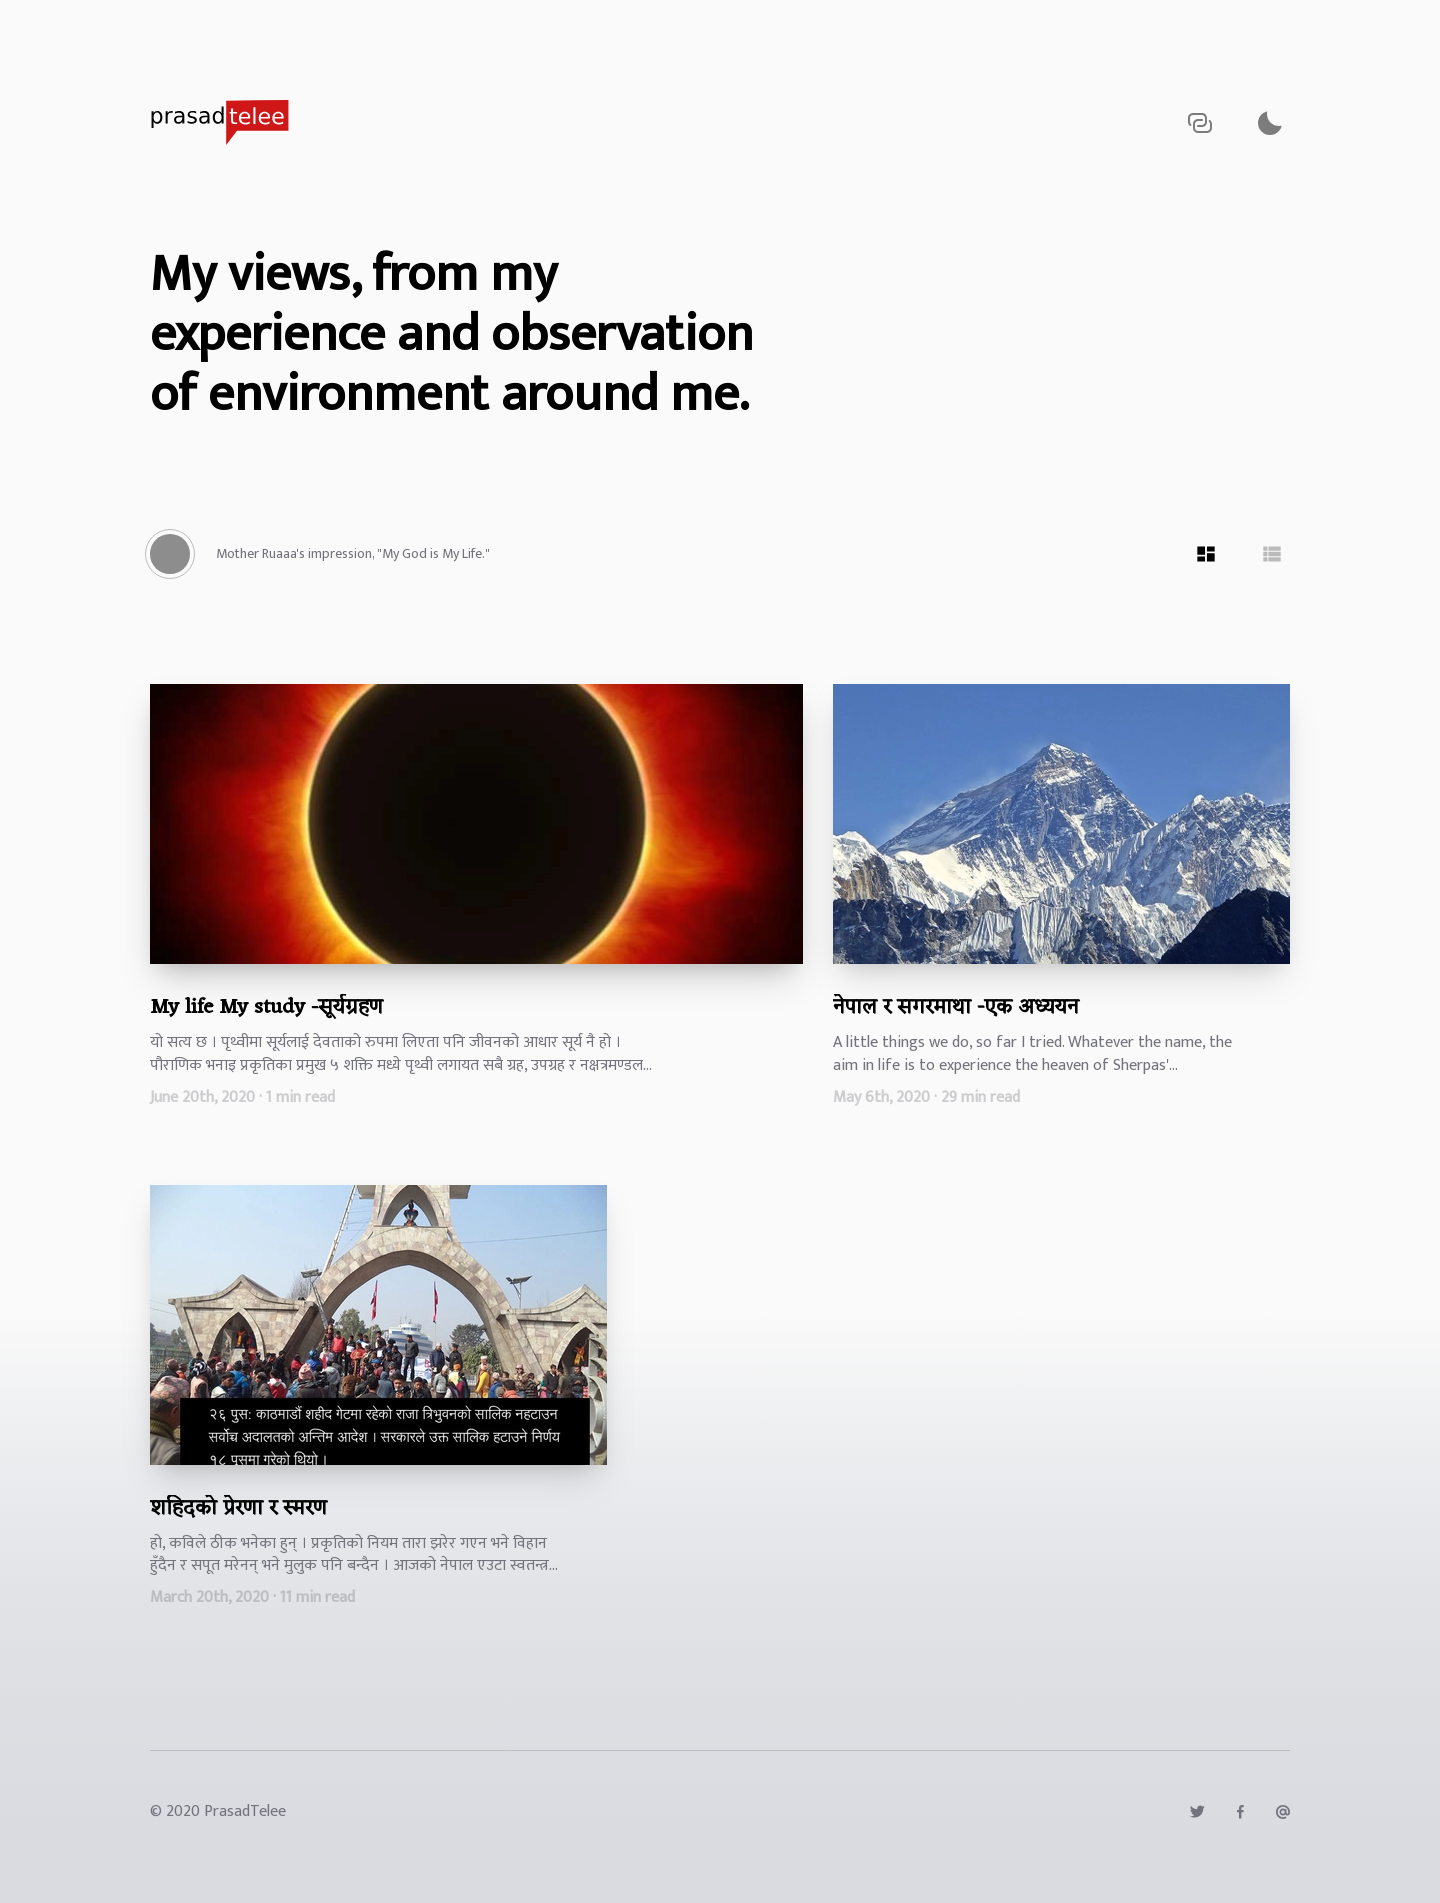 prasad telee
My views, from my
experience and observation
of environment around me.
Mother Ruaaa's impression, "My God is My Life."
My life My study -सूर्यग्रहण
यो सत्य छ । पृथ्वीमा सूर्यलाई देवताको रुपमा लिएता पनि जीवनको आधार सूर्य नै हो ।
पौराणिक भनाइ प्रकृतिका प्रमुख ५ शक्ति मध्ये पृथ्वी लगायत सबै ग्रह, उपग्रह र नक्षत्रमण्डल...
June 20th, 2020 · 1 min read
नेपाल र सगरमाथा -एक अध्ययन
A little things we do, so far I tried. Whatever the name, the
aim in life is to experience the heaven of Sherpas'...
May 6th, 2020 · 29 min read
२६ पुस: काठमाडौं शहीद गेटमा रहेको राजा त्रिभुवनको सालिक नहटाउन
सर्वोच्च अदालतको अन्तिम आदेश । सरकारले उक्त सालिक हटाउने निर्णय
१८ पुसमा गरेको थियो ।
शहिदको प्रेरणा र स्मरण
हो, कविले ठीक भनेका हुन् । प्रकृतिको नियम तारा झरेर गएन भने विहान
हुँदैन र सपूत मरेनन् भने मुलुक पनि बन्दैन । आजको नेपाल एउटा स्वतन्त्र...
March 20th, 2020 · 11 min read
© 2020 PrasadTelee